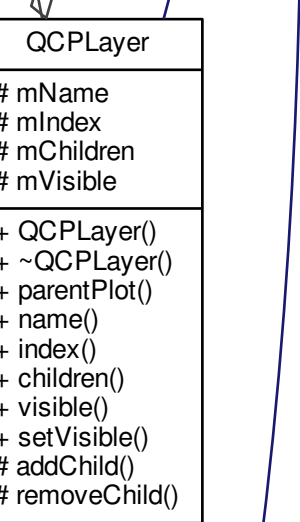 QCPLayer
# mName
# mIndex
# mChildren
# mVisible
+ QCPLayer()
+ ~QCPLayer()
+ parentPlot()
+ name()
+ index()
+ children()
+ visible()
+ setVisible()
# addChild()
# removeChild()